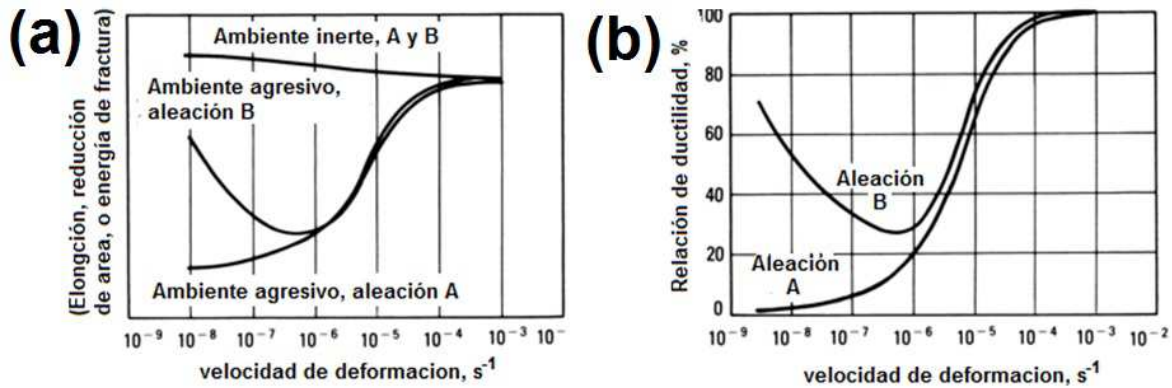 (a)
Ambiente inerte, A y B
Ambiente agresivo,
aleación B
Ambiente agresivo, aleación A
(Elongción, reducción
de area, o energía de fractura)
10⁻⁹ 10⁻⁸ 10⁻⁷ 10⁻⁶ 10⁻⁵ 10⁻⁴ 10⁻³ 10⁻
velocidad de deformacion, s⁻¹
(b)
Relación de ductilidad, %
100
80
60
40
20
0
Aleación
B
Aleación
A
10⁻⁹ 10⁻⁸ 10⁻⁷ 10⁻⁶ 10⁻⁵ 10⁻⁴ 10⁻³ 10⁻²
velocidad de deformacion, s⁻¹